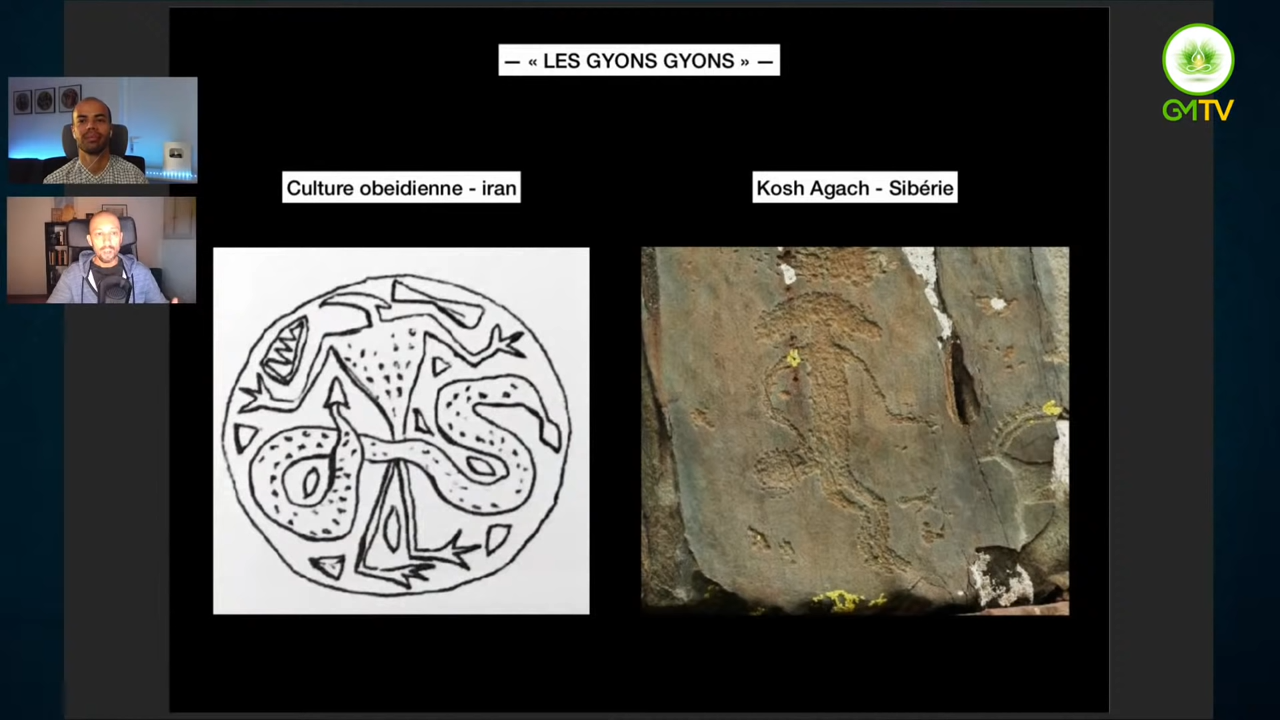 — « LES GYONS GYONS » —
GMTV
Culture obeidienne - iran
Kosh Agach - Sibérie